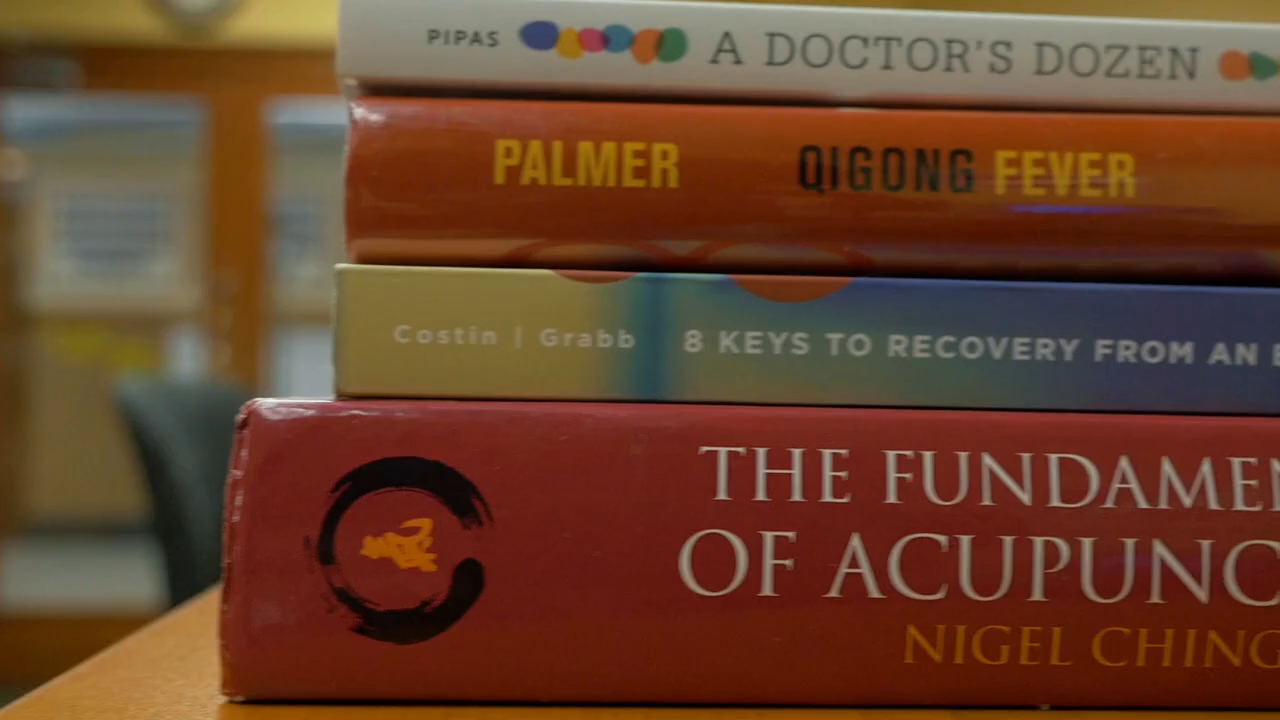 PIPAS A DOCTOR'S DOZEN
PALMER QIGONG FEVER
Costin | Grabb 8 KEYS TO RECOVERY FROM AN
THE FUNDAMEN
OF ACUPUNC
NIGEL CHING